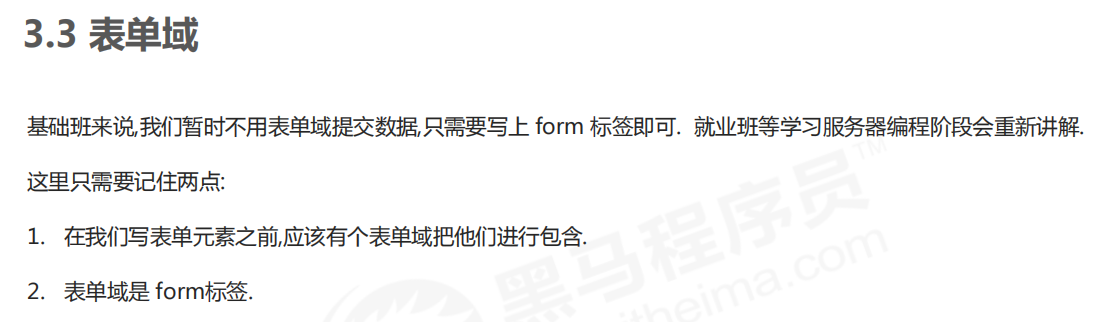 3.3 表单域
基础班来说,我们暂时不用表单域提交数据,只需要写上 form 标签即可. 就业班等学习服务器编程阶段会重新讲解.
这里只需要记住两点:
1. 在我们写表单元素之前,应该有个表单域把他们进行包含.
2. 表单域是 form标签.
黑马程序员™
itheima.com